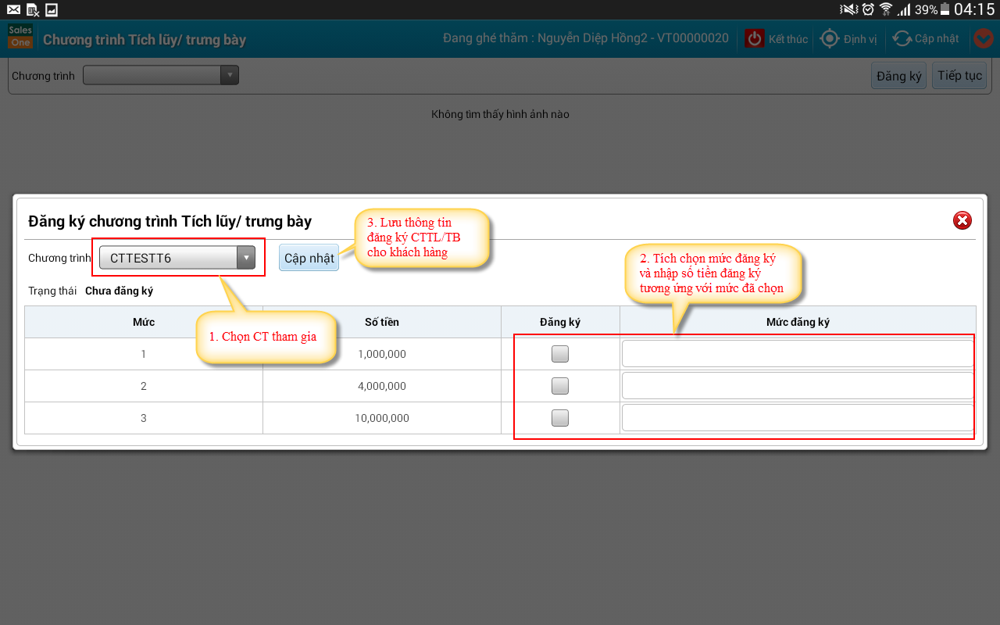 39% 04:15
Sales One
Chương trình Tích lũy/ trưng bày
Đang ghé thăm : Nguyễn Diệp Hồng2 - VT00000020
Kết thúc
Định vị
Cập nhật
Chương trình
Đăng ký
Tiếp tục
Không tìm thấy hình ảnh nào
Đăng ký chương trình Tích lũy/ trưng bày
3. Lưu thông tin
đăng ký CTTL/TB
cho khách hàng
Chương trình
CTTESTT6
Cập nhật
2. Tích chọn mức đăng ký
và nhập số tiền đăng ký
tương ứng với mức đã chọn
Trạng thái Chưa đăng ký
1. Chọn CT tham gia
Mức Số tiền Đăng ký Mức đăng ký
1 1,000,000
2 4,000,000
3 10,000,000